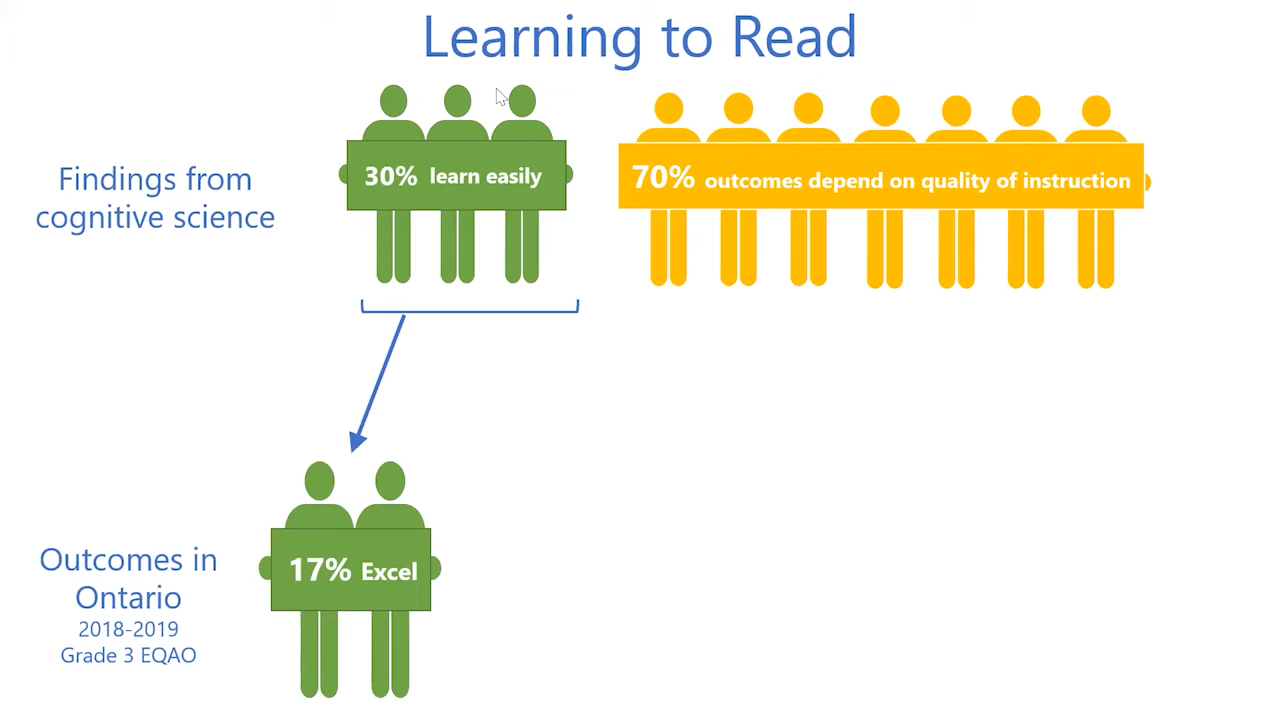 Learning to Read
Findings from
cognitive science
30% learn easily
70% outcomes depend on quality of instruction
Outcomes in
Ontario
2018-2019
Grade 3 EQAO
17% Excel